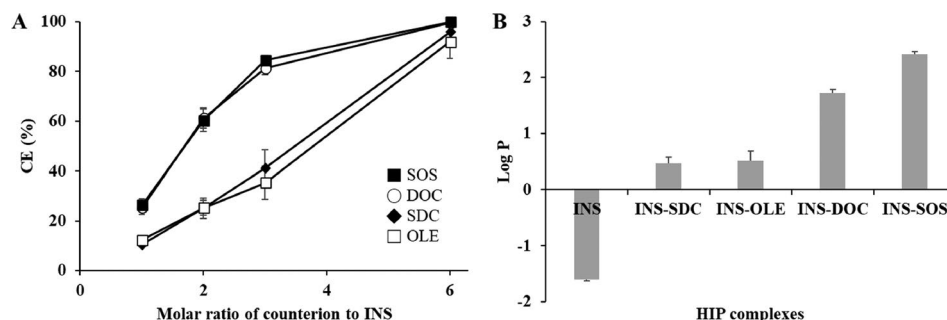 A
CE (%)
100
80
60
40
20
0
0
2
4
6
Molar ratio of counterion to INS
SOS
DOC
SDC
OLE
B
Log P
3
2
1
0
-1
-2
INS
INS-SDC
INS-OLE
INS-DOC
INS-SOS
HIP complexes